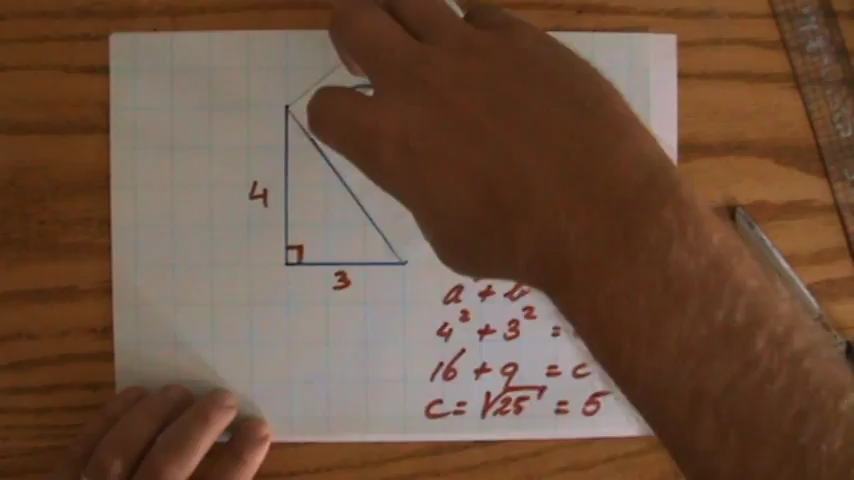 4
3
a + b
4² + 3² =
16 + 9 = c
c = √25 = 5